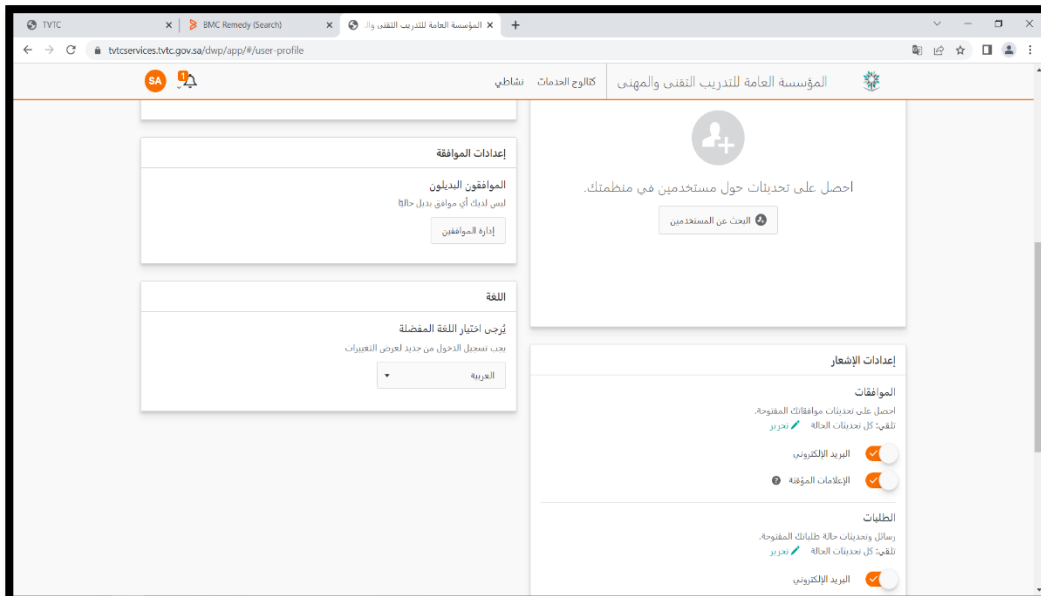 TVTC
BMC Remedy (Search)
المؤسسة العامة للتدريب التقني وال
tvtcservices.tvtc.gov.sa/dwp/app/#/user-profile
المؤسسة العامة للتدريب التقني والمهني
كتالوج الخدمات
نشاطي
1
SA
احصل على تحديثات حول مستخدمين في منظمتك.
البحث عن المستخدمين
إعدادات الإشعار
الموافقات
احصل على تحديثات موافقاتك المفتوحة.
تلقي: كل تحديثات الحالة تحرير
البريد الإلكتروني
الإعلامات المؤقتة
الطلبات
رسائل وتحديثات حالة طلباتك المفتوحة.
تلقي: كل تحديثات الحالة تحرير
البريد الإلكتروني
إعدادات الموافقة
الموافقون البديلون
ليس لديك أي موافق بديل حاليًا
إدارة الموافقين
اللغة
يُرجى اختيار اللغة المفضلة
يجب تسجيل الدخول من جديد لعرض التغييرات
العربية